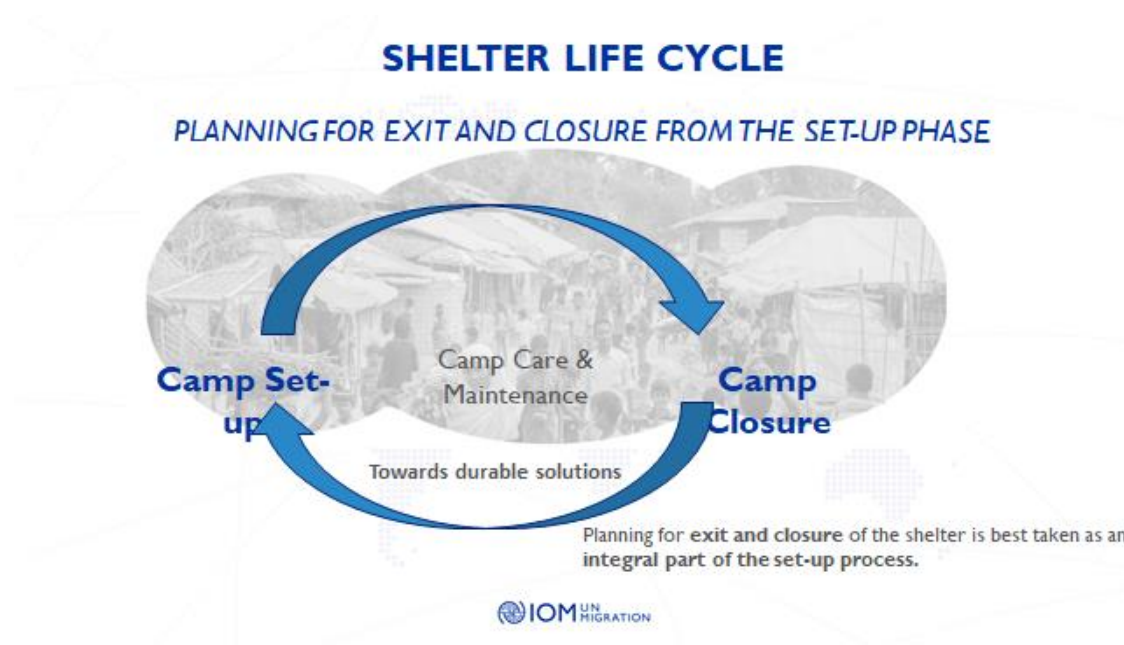 SHELTER LIFE CYCLE
PLANNING FOR EXIT AND CLOSURE FROM THE SET-UP PHASE
Camp Set-
up
Camp Care &
Maintenance
Camp
Closure
Towards durable solutions
Planning for exit and closure of the shelter is best taken as an
integral part of the set-up process.
IOM UN
MIGRATION